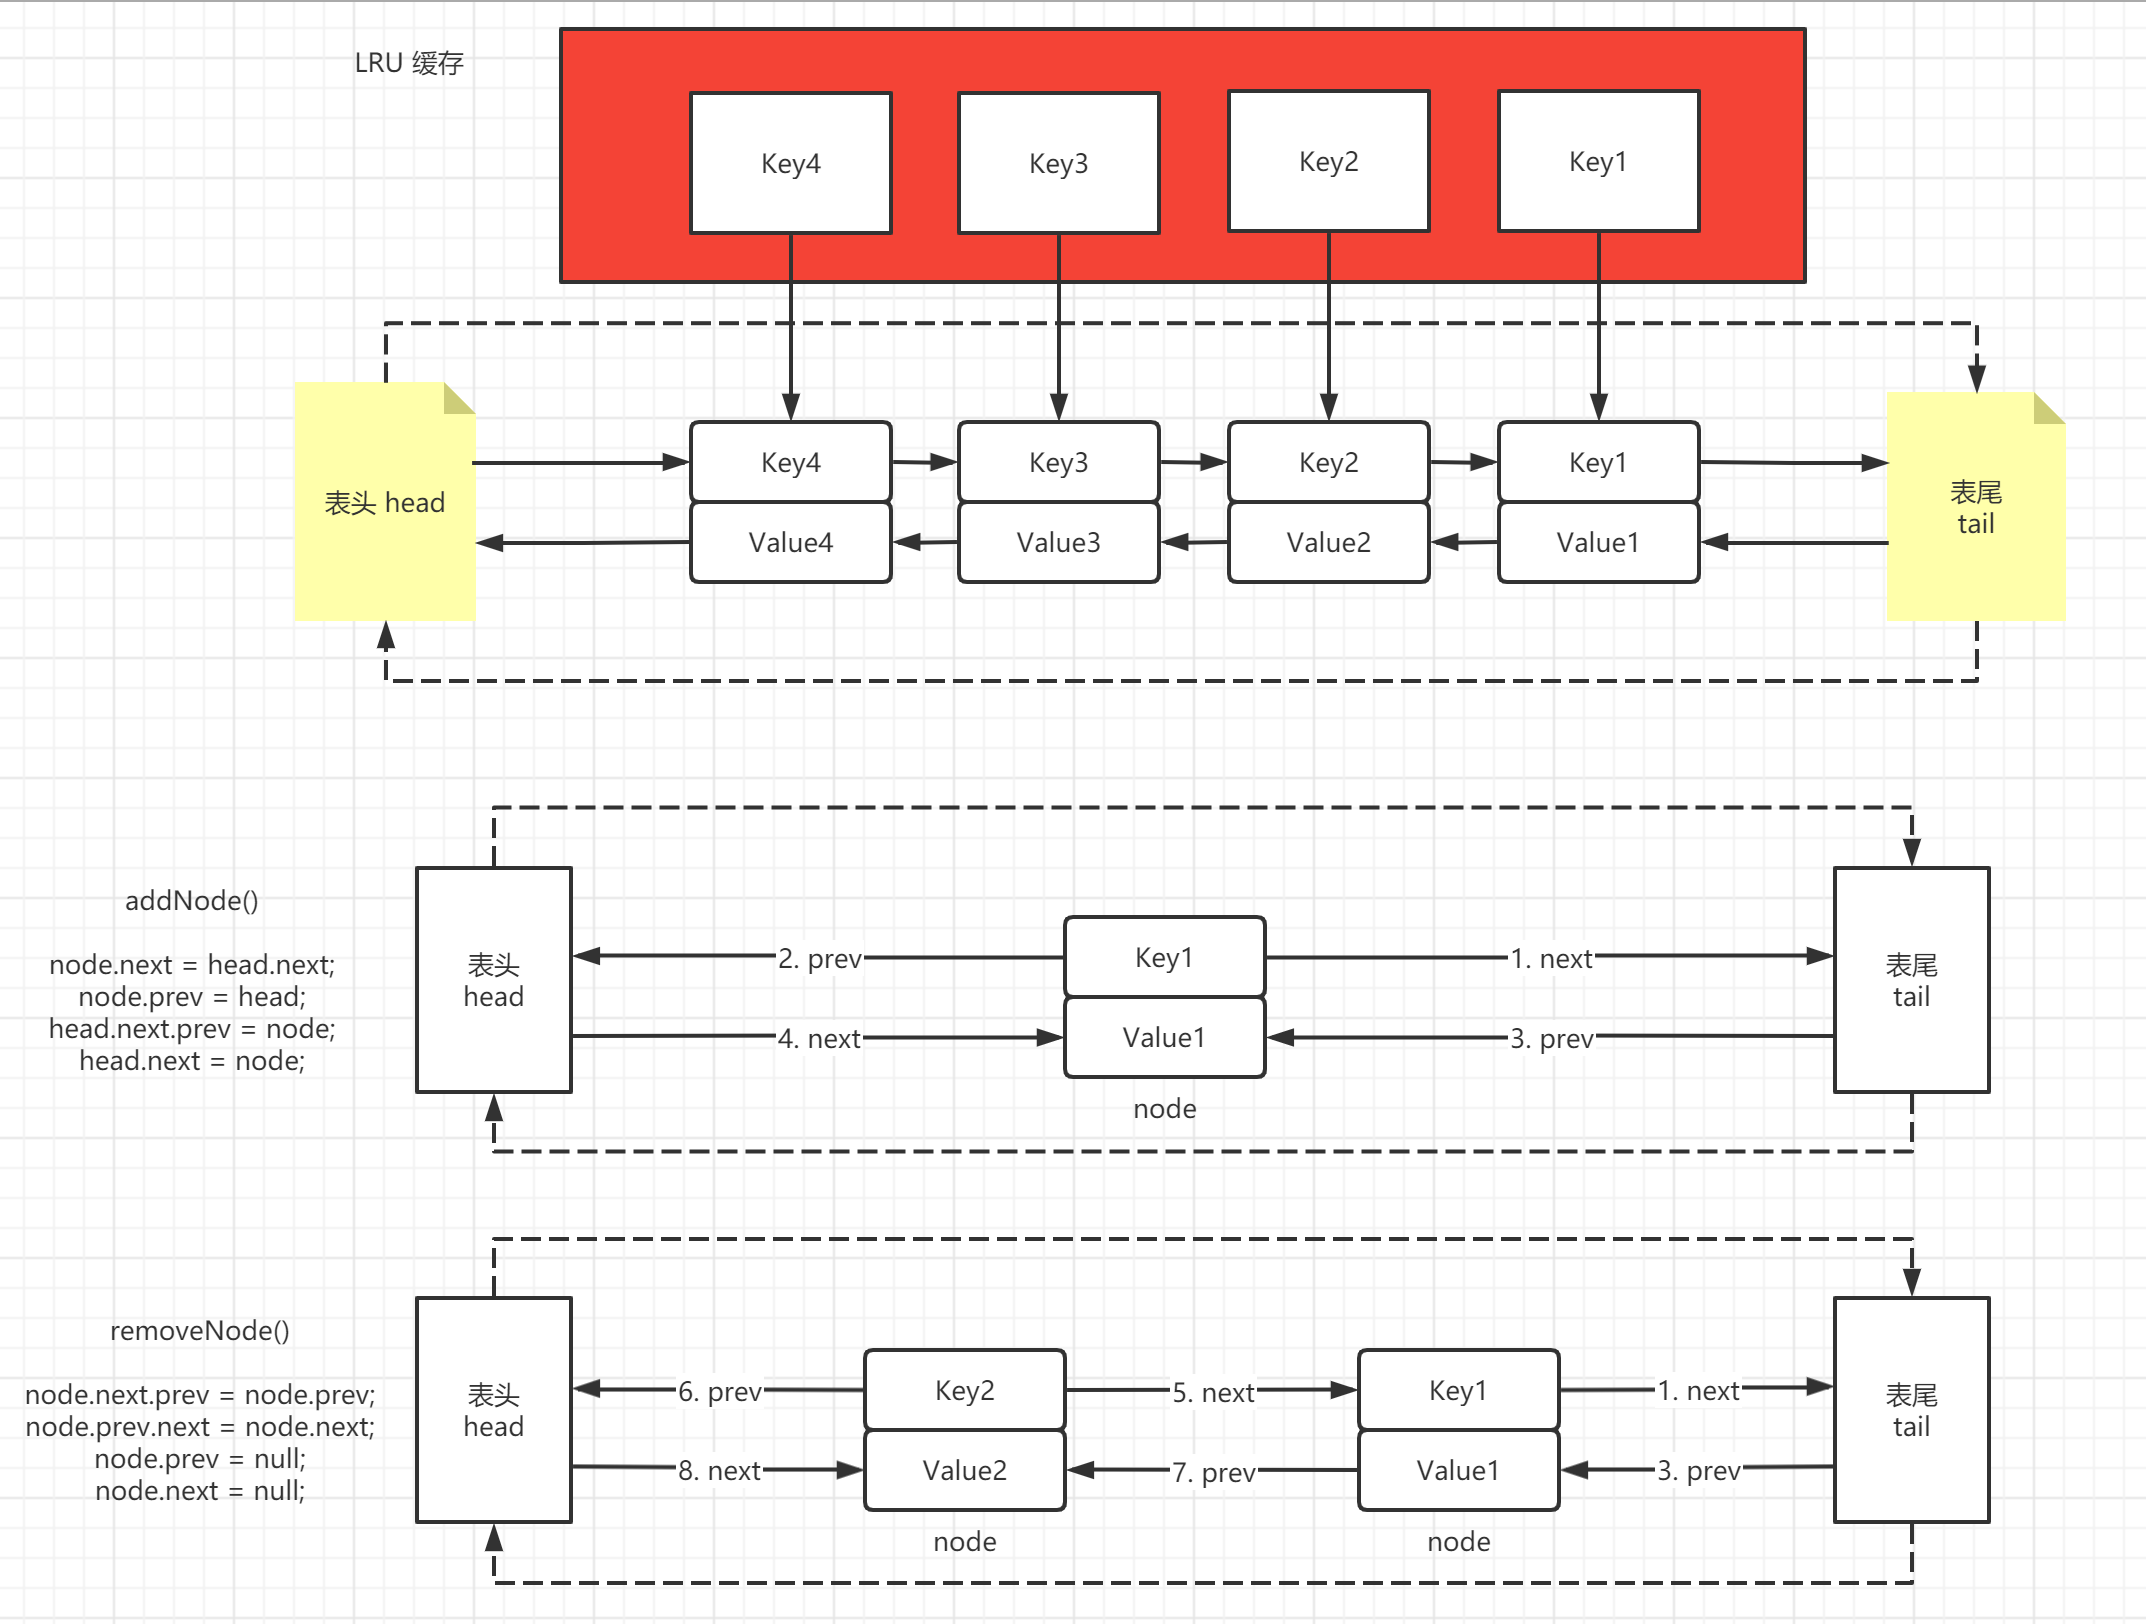 LRU 缓存
Key4
Key3
Key2
Key1
表头 head
Key4
Key3
Key2
Key1
Value4
Value3
Value2
Value1
表尾
tail
addNode()
node.next = head.next;
node.prev = head;
head.next.prev = node;
head.next = node;
表头
head
2. prev
4. next
Key1
Value1
node
1. next
3. prev
表尾
tail
removeNode()
node.next.prev = node.prev;
node.prev.next = node.next;
node.prev = null;
node.next = null;
表头
head
6. prev
8. next
Key2
Value2
node
5. next
7. prev
Key1
Value1
node
1. next
3. prev
表尾
tail